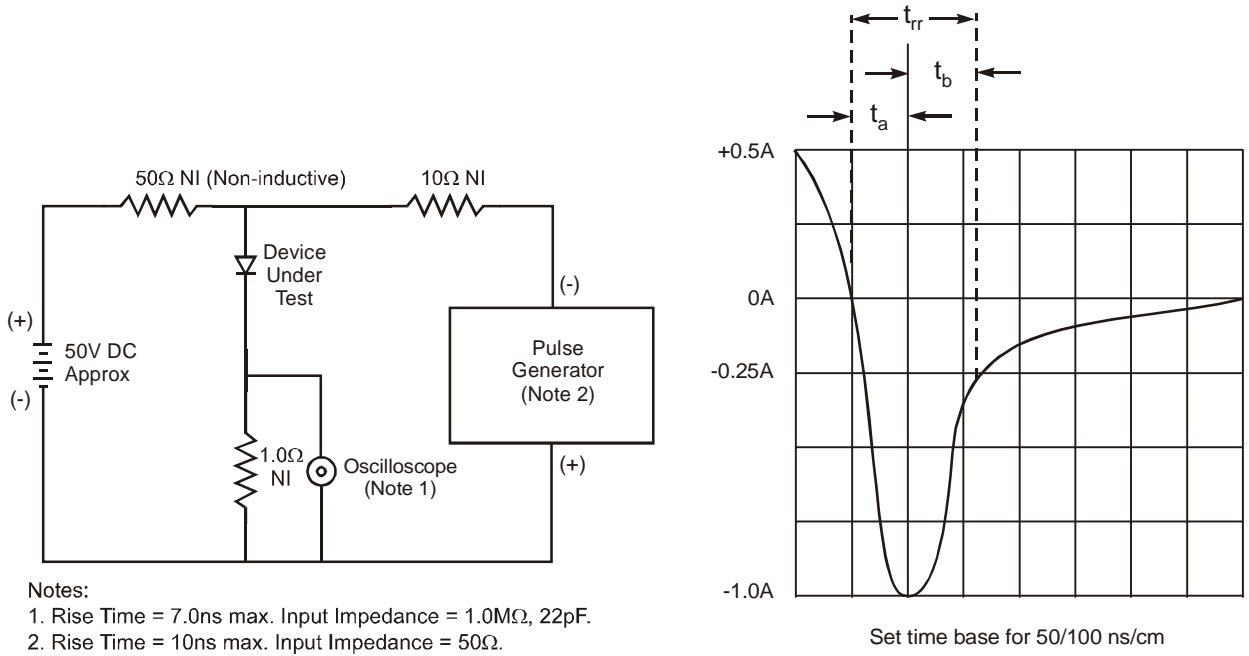 50Ω NI (Non-inductive)
10Ω NI
Device
Under
Test
(+)
50V DC
Approx
(-)
(-)
Pulse
Generator
(Note 2)
(+)
1.0Ω
NI
Oscilloscope
(Note 1)
Notes:
1. Rise Time = 7.0ns max. Input Impedance = 1.0MΩ, 22pF.
2. Rise Time = 10ns max. Input Impedance = 50Ω.
trr
tb
ta
+0.5A
0A
-0.25A
-1.0A
Set time base for 50/100 ns/cm